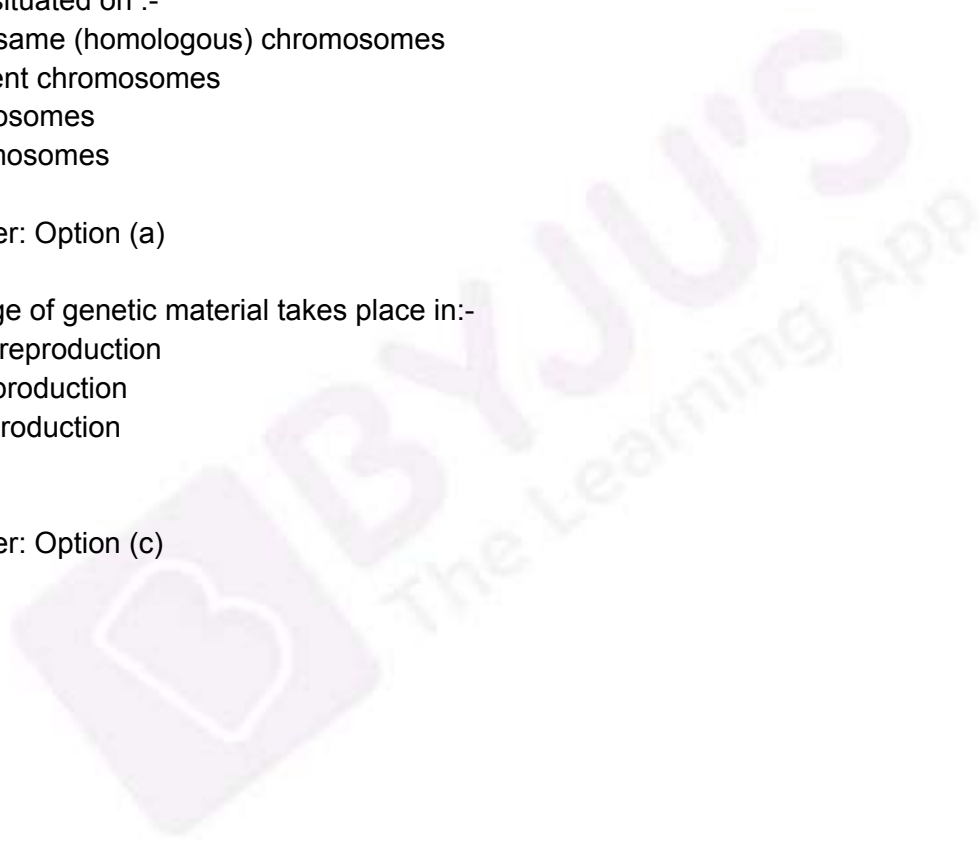 situated on :-
same (homologous) chromosomes
ent chromosomes
osomes
mosomes
er: Option (a)
ge of genetic material takes place in:-
reproduction
production
roduction
er: Option (c)
BYJU'S
The Learning App